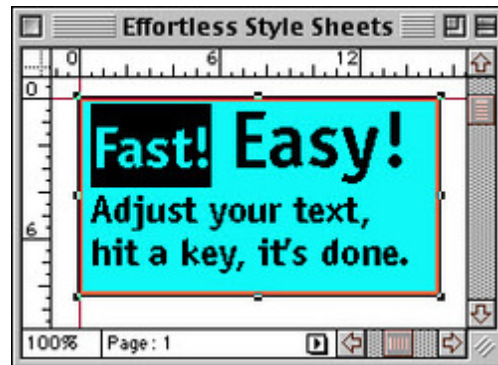 Effortless Style Sheets
0 6 12
0
Fast! Easy!
Adjust your text,
6
hit a key, it's done.
100% Page: 1